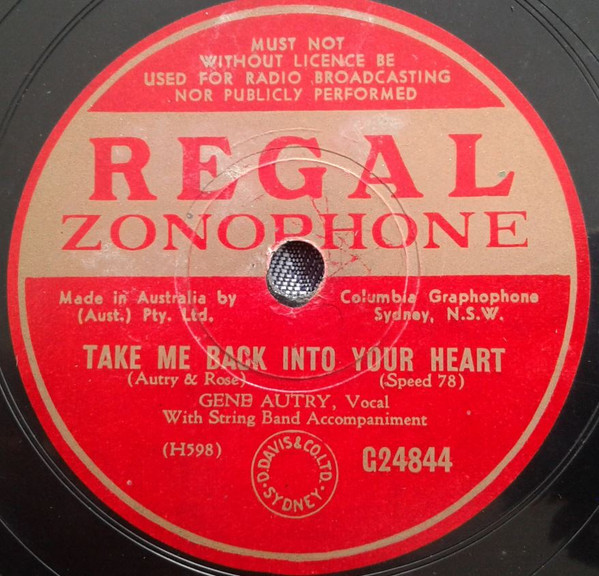 MUST NOT
WITHOUT LICENCE BE
USED FOR RADIO BROADCASTING
NOR PUBLICLY PERFORMED
REGAL
ZONOPHONE
Made in Australia by Columbia Graphophone
(Aust.) Pty. Ltd. Sydney, N.S.W.
TAKE ME BACK INTO YOUR HEART
(Autry & Rose) (Speed 78)
GENE AUTRY, Vocal
With String Band Accompaniment
(H598) G24844
D.DAVIS&CO.LTD.
SYDNEY